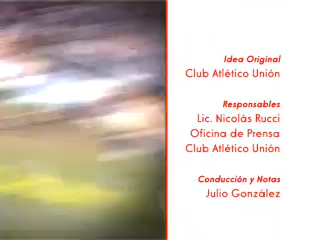 Idea Original
Club Atlético Unión
Responsables
Lic. Nicolás Rucci
Oficina de Prensa
Club Atlético Unión
Conducción y Notas
Julio González